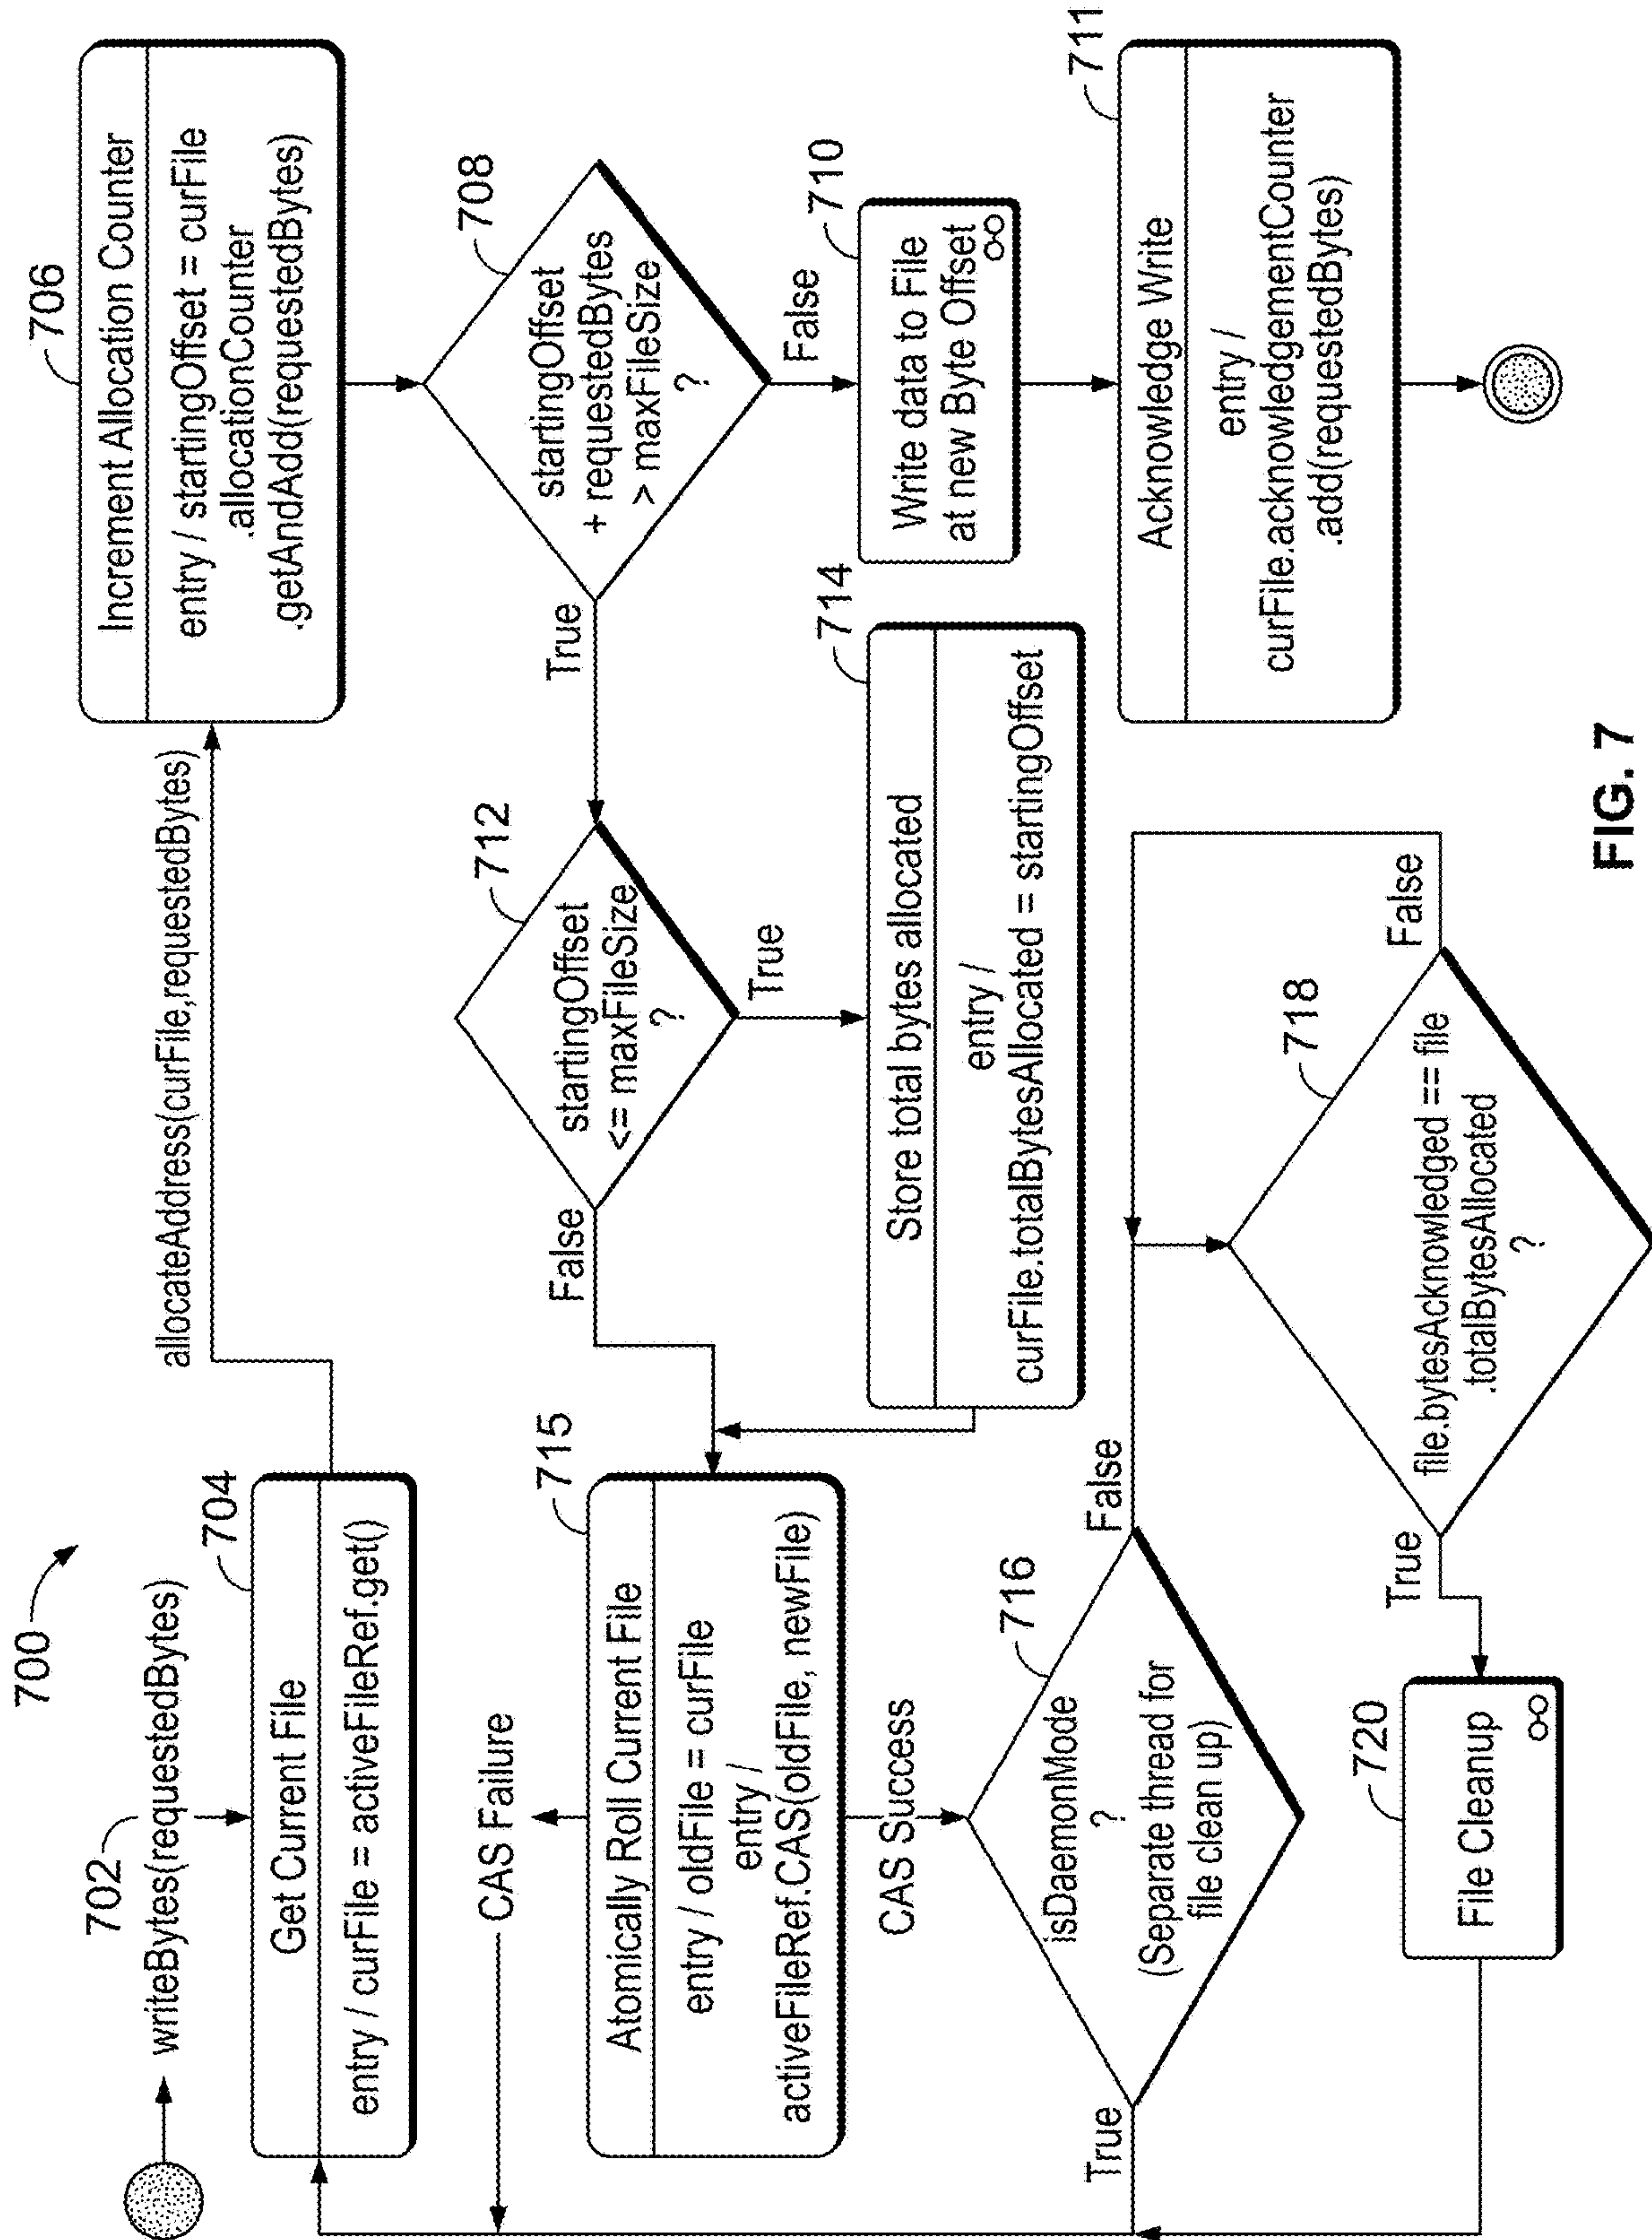 700
702
writeBytes(requestedBytes)
704
Get Current File
entry / curFile = activeFileRef.get()
allocateAddress(curFile,requestedBytes)
706
Increment Allocation Counter
entry / startingOffset = curFile
.allocationCounter
.getAndAdd(requestedBytes)
708
startingOffset
+ requestedBytes
> maxFileSize
?
True
False
710
Write data to File
at new Byte Offset
711
Acknowledge Write
entry /
curFile.acknowledgementCounter
.add(requestedBytes)
712
startingOffset
<= maxFileSize
?
False
True
714
Store total bytes allocated
entry /
curFile.totalBytesAllocated = startingOffset
715
Atomically Roll Current File
entry / oldFile = curFile
entry /
activeFileRef.CAS(oldFile, newFile)
CAS Failure
CAS Success
716
isDaemonMode
?
(Separate thread for
file clean up)
True
False
718
file.bytesAcknowledged == file
.totalBytesAllocated
?
True
False
720
File Cleanup
FIG. 7